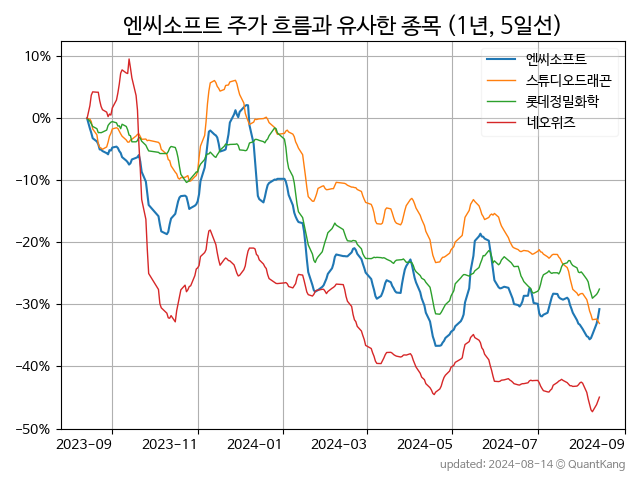 엔씨소프트 주가 흐름과 유사한 종목 (1년, 5일선)
엔씨소프트
스튜디오드래곤
롯데정밀화학
네오위즈
10%
0%
−10%
−20%
−30%
−40%
−50%
2023-09 2023-11 2024-01 2024-03 2024-05 2024-07 2024-09
updated: 2024-08-14 © QuantKang